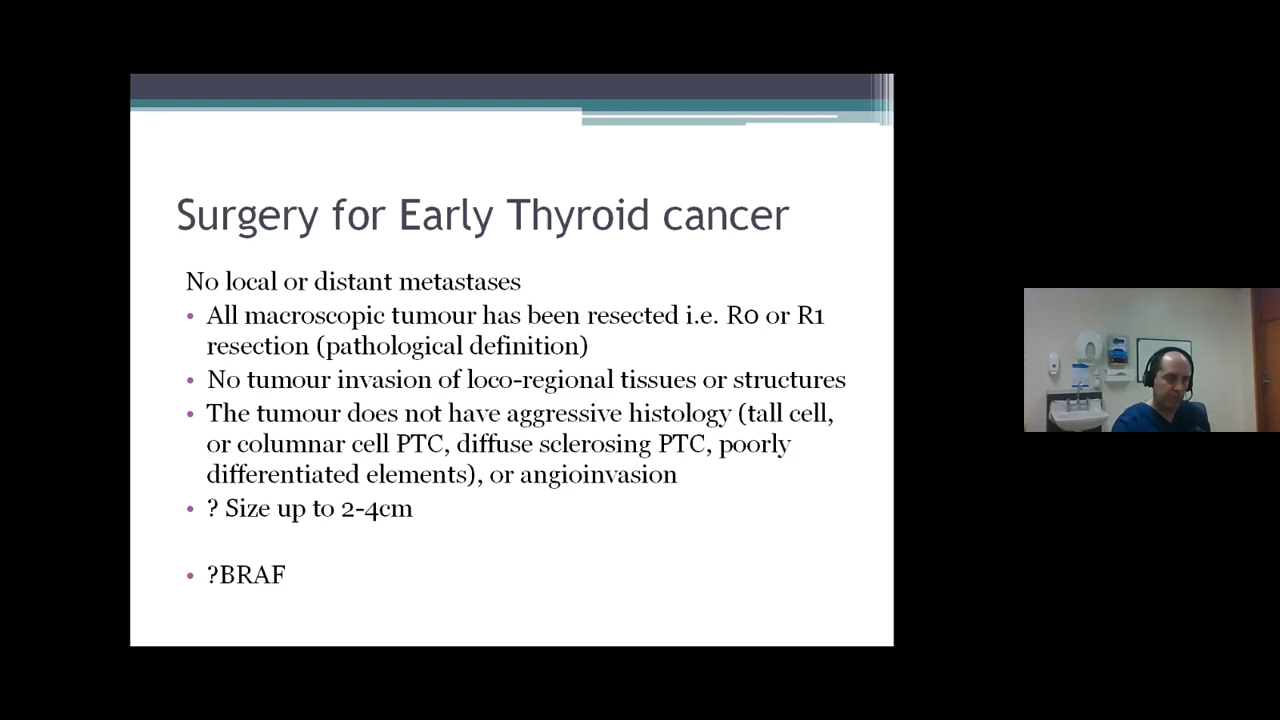 Surgery for Early Thyroid cancer
No local or distant metastases
• All macroscopic tumour has been resected i.e. R0 or R1
resection (pathological definition)
• No tumour invasion of loco-regional tissues or structures
• The tumour does not have aggressive histology (tall cell,
or columnar cell PTC, diffuse sclerosing PTC, poorly
differentiated elements), or angioinvasion
• ? Size up to 2-4cm
• ?BRAF